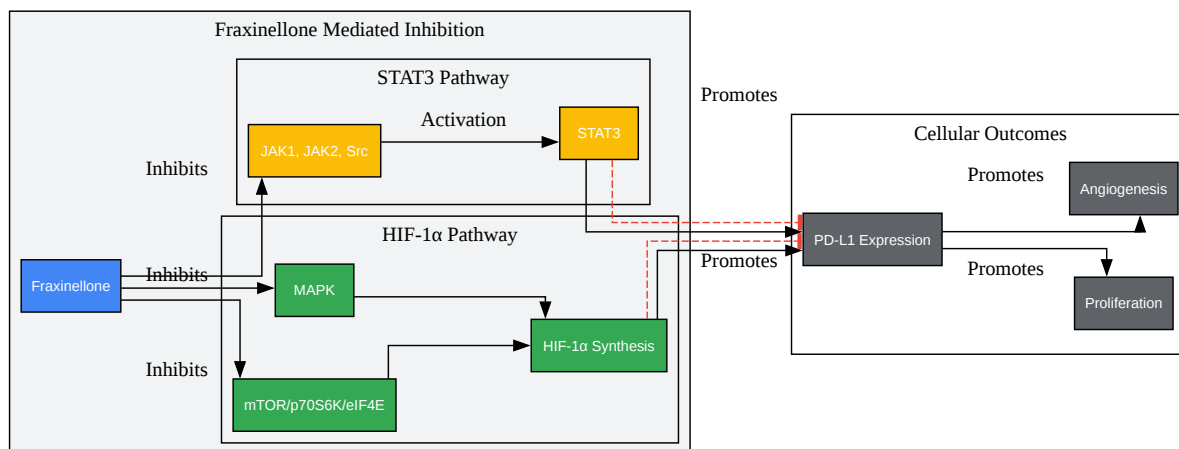 Fraxinellone Mediated Inhibition
STAT3 Pathway
Promotes
Activation
STAT3
JAK1, JAK2, Src
Cellular Outcomes
Inhibits
Promotes
Angiogenesis
HIF-1α Pathway
PD-L1 Expression
Promotes
Inhibits
Promotes
Fraxinellone
MAPK
Proliferation
HIF-1α Synthesis
Inhibits
mTOR/p70S6K/eIF4E